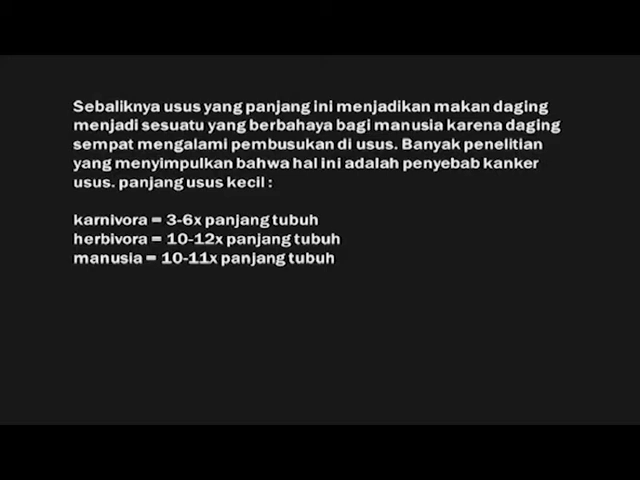 Sebaliknya usus yang panjang ini menjadikan makan daging
menjadi sesuatu yang berbahaya bagi manusia karena daging
sempat mengalami pembusukan di usus. Banyak penelitian
yang menyimpulkan bahwa hal ini adalah penyebab kanker
usus. panjang usus kecil :
karnivora = 3-6x panjang tubuh
herbivora = 10-12x panjang tubuh
manusia = 10-11x panjang tubuh